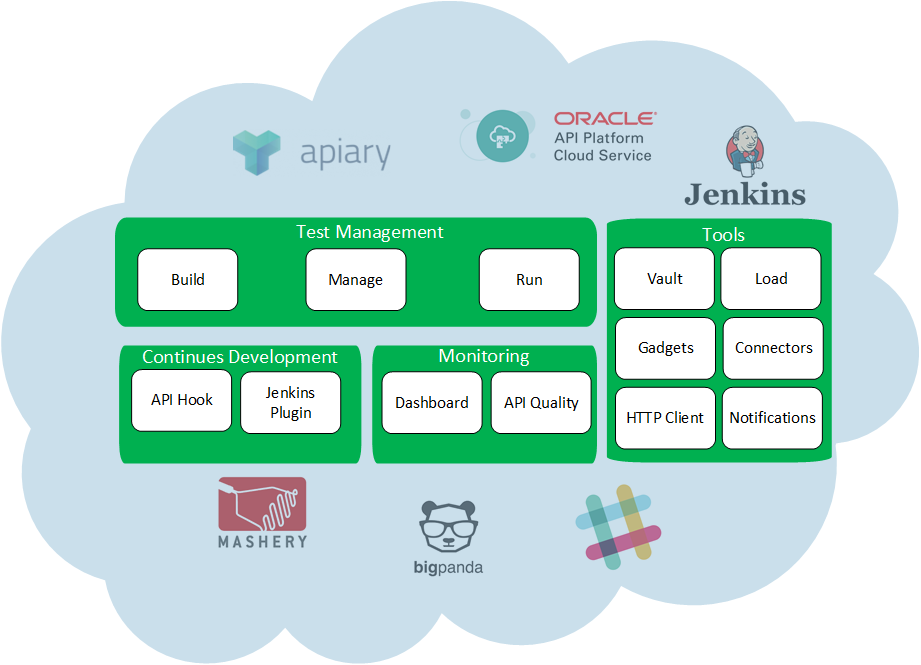 apiary
ORACLE
API Platform
Cloud Service
Jenkins
Test Management
Build
Manage
Run
Tools
Vault
Load
Gadgets
Connectors
HTTP Client
Notifications
Continues Development
API Hook
Jenkins
Plugin
Monitoring
Dashboard
API Quality
MASHERY
bigpanda